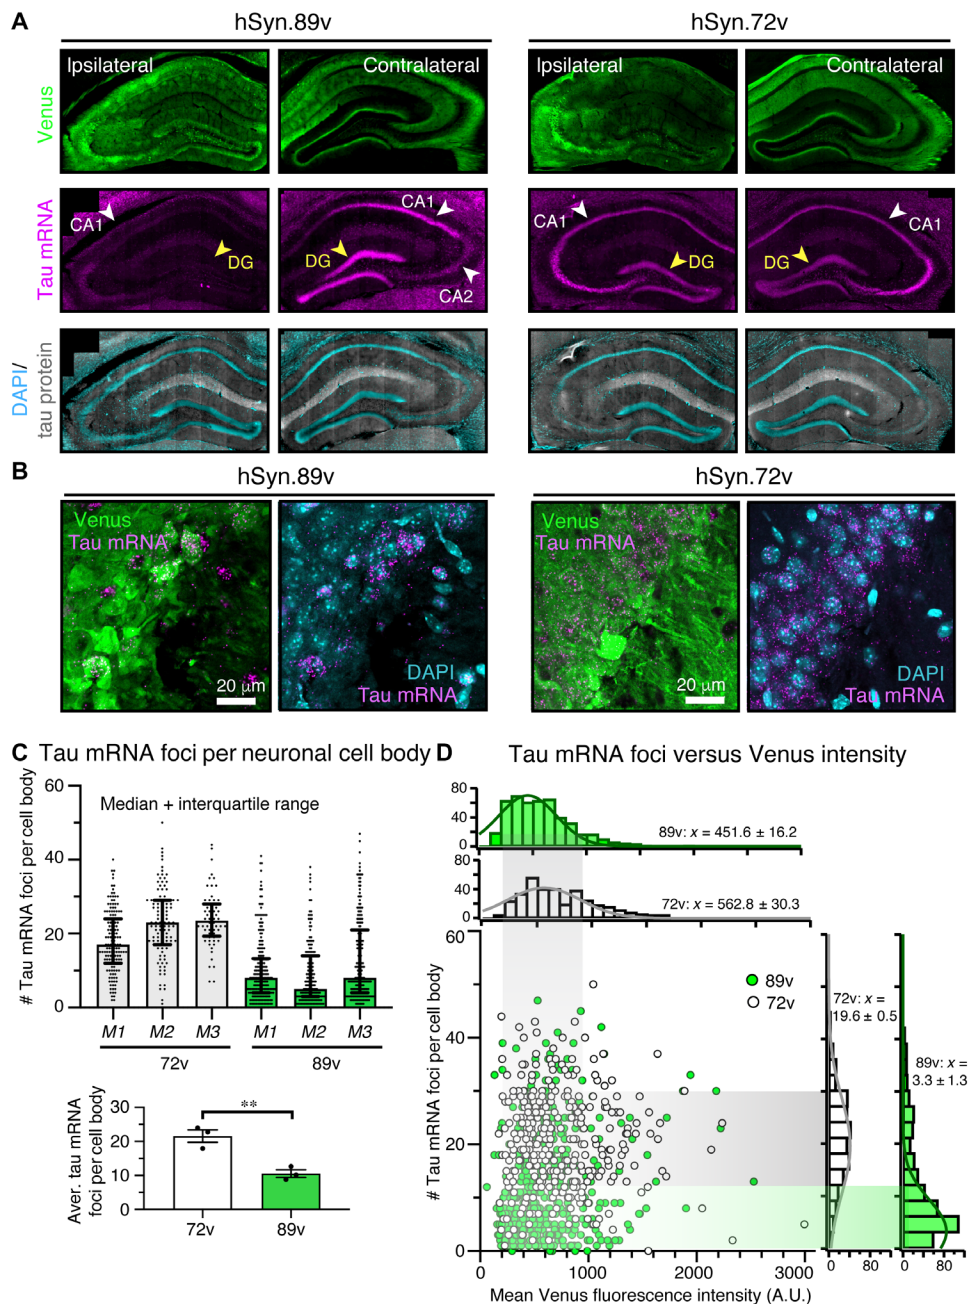 A
hSyn.89v
hSyn.72v
Ipsilateral
Contralateral
Ipsilateral
Contralateral
Venus
CA1
DG
CA1
DG
CA2
CA1
DG
CA1
DG
Tau mRNA
DAPI/
tau protein
B
hSyn.89v
hSyn.72v
Venus
Tau mRNA
20 μm
DAPI
Tau mRNA
Venus
Tau mRNA
20 μm
DAPI
Tau mRNA
C Tau mRNA foci per neuronal cell body
Median + interquartile range
# Tau mRNA foci per cell body
60
40
20
0
M1 M2 M3 M1 M2 M3
72v 89v
**
Aver. tau mRNA
foci per cell body
30
20
10
0
72v 89v
D Tau mRNA foci versus Venus intensity
80
40
0
89v: x = 451.6 ± 16.2
80
40
0
72v: x = 562.8 ± 30.3
# Tau mRNA foci per cell body
60
40
20
0
89v
72v
0 1000 2000 3000
Mean Venus fluorescence intensity (A.U.)
72v: x =
19.6 ± 0.5
0 80
89v: x =
3.3 ± 1.3
0 80